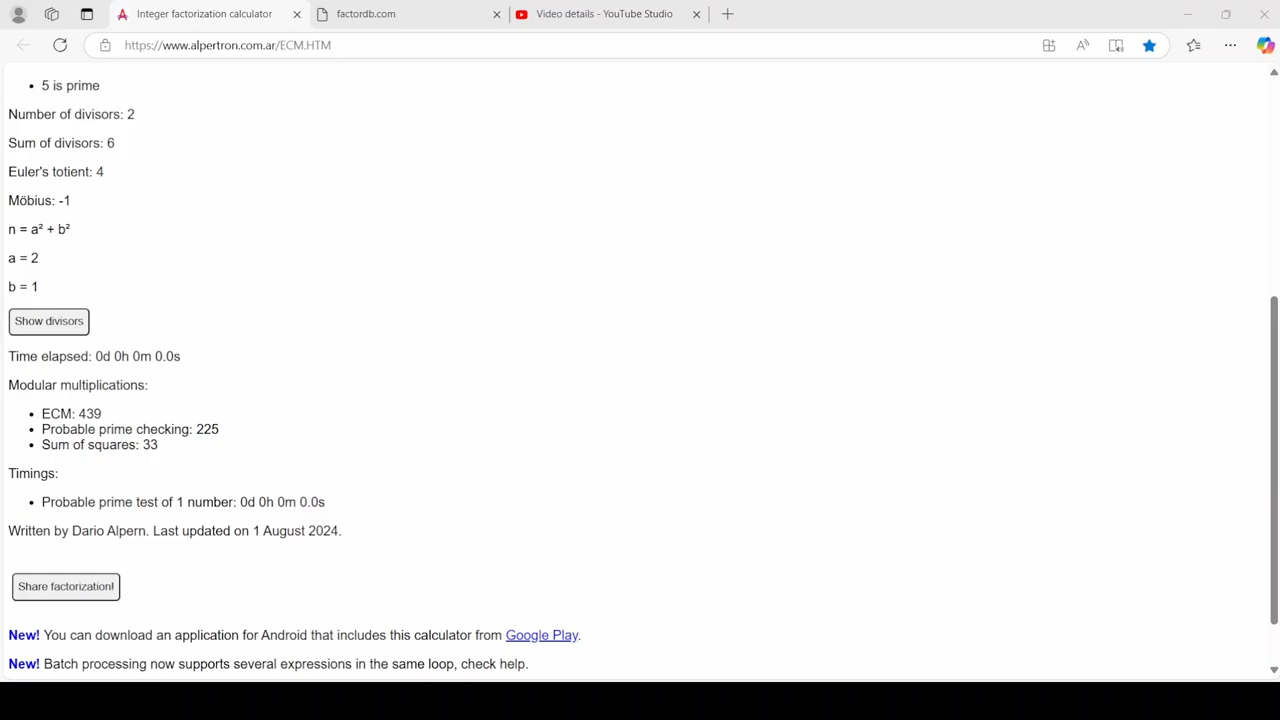 Integer factorization calculator
factordb.com
Video details - YouTube Studio
https://www.alpertron.com.ar/ECM.HTM
• 5 is prime
Number of divisors: 2
Sum of divisors: 6
Euler's totient: 4
Möbius: -1
n = a² + b²
a = 2
b = 1
Show divisors
Time elapsed: 0d 0h 0m 0.0s
Modular multiplications:
• ECM: 439
• Probable prime checking: 225
• Sum of squares: 33
Timings:
• Probable prime test of 1 number: 0d 0h 0m 0.0s
Written by Dario Alpern. Last updated on 1 August 2024.
Share factorization!
New! You can download an application for Android that includes this calculator from Google Play.
New! Batch processing now supports several expressions in the same loop, check help.